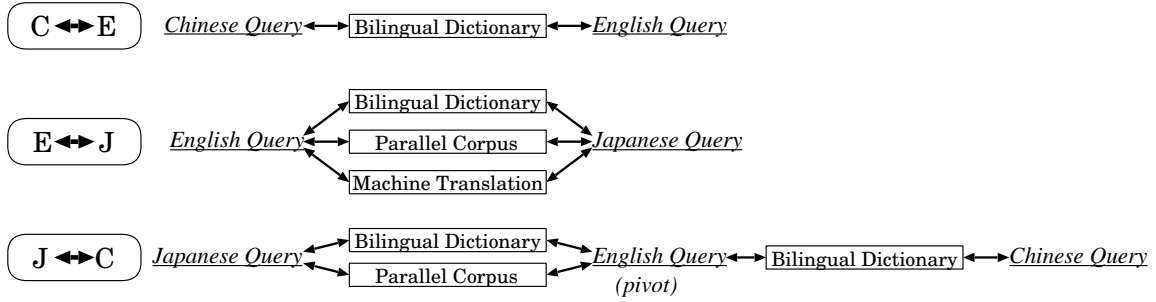 C ◄-► E Chinese Query Bilingual Dictionary English Query
Bilingual Dictionary
E ◄-► J English Query Parallel Corpus Japanese Query
Machine Translation
Bilingual Dictionary
J ◄-► C Japanese Query English Query Bilingual Dictionary Chinese Query
Parallel Corpus (pivot)